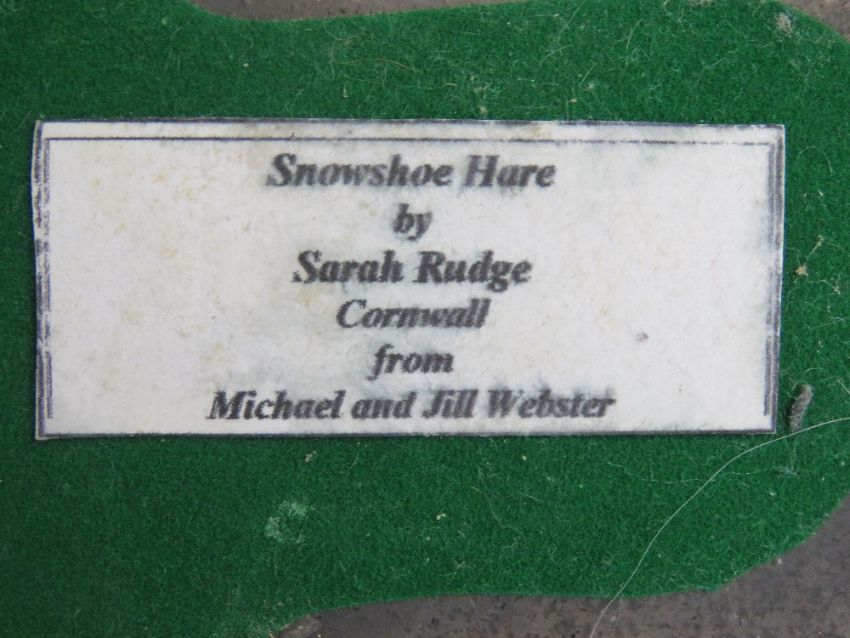 Snowshoe Hare
by
Sarah Rudge
Cornwall
from
Michael and Jill Webster